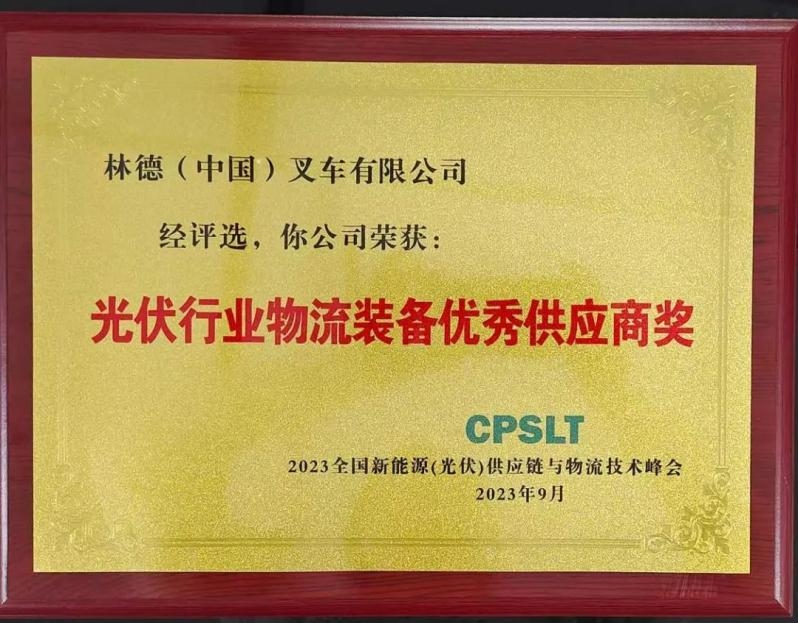 林德（中国）叉车有限公司
经评选，你公司荣获：
光伏行业物流装备优秀供应商奖
CPSLT
2023全国新能源(光伏)供应链与物流技术峰会
2023年9月